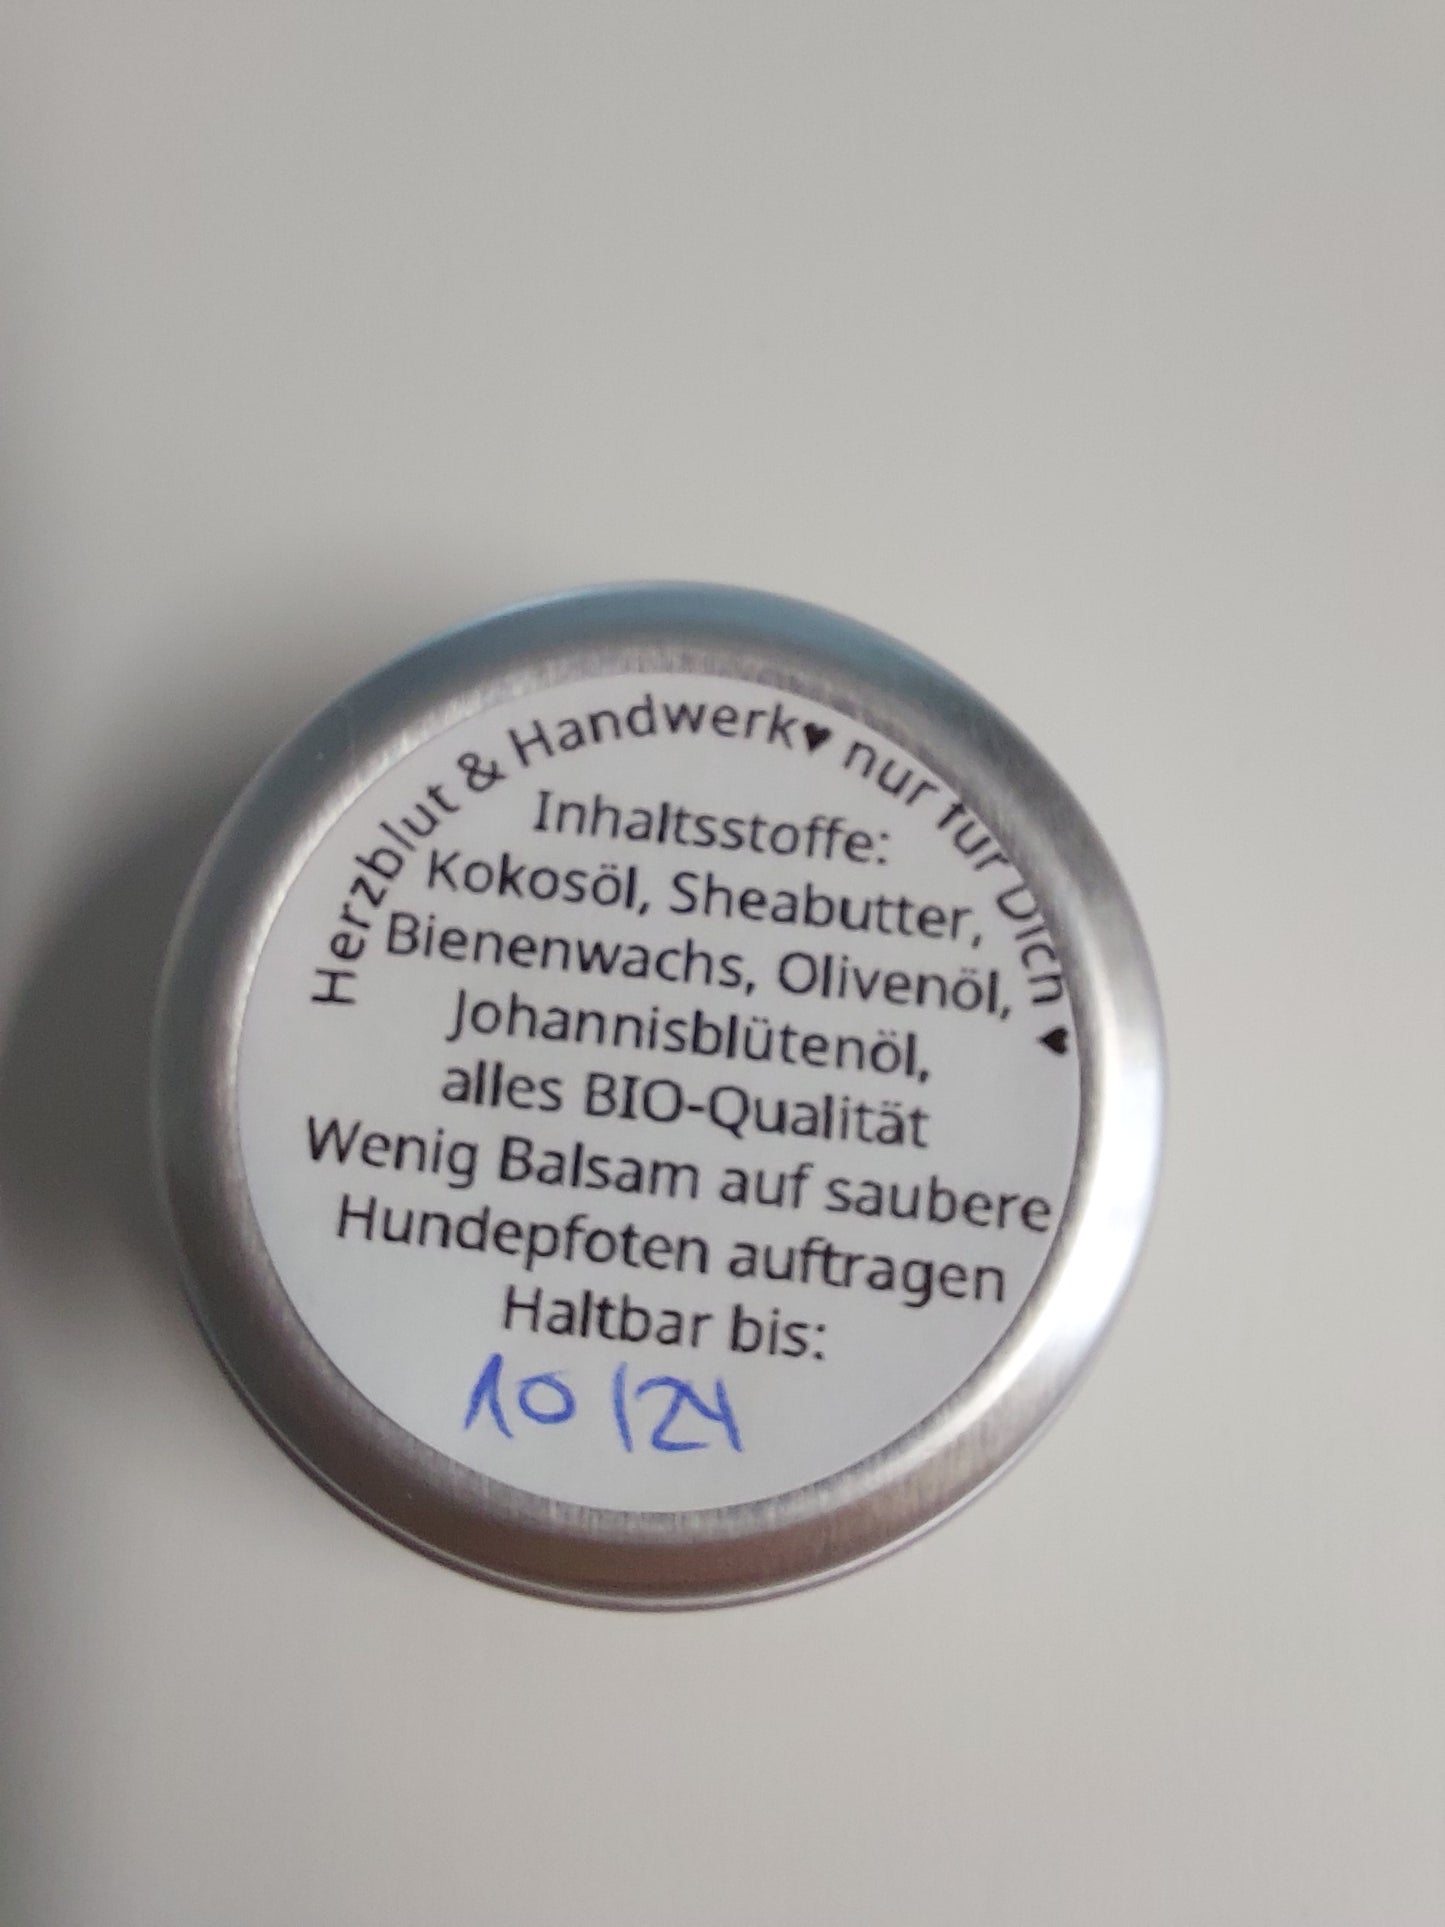 Herzblut & Handwerk♥ nur für Dich ♥
Inhaltsstoffe:
Kokosöl, Sheabutter,
Bienenwachs, Olivenöl,
Johannisblütenöl,
alles BIO-Qualität
Wenig Balsam auf saubere
Hundepfoten auftragen
Haltbar bis:
10/24